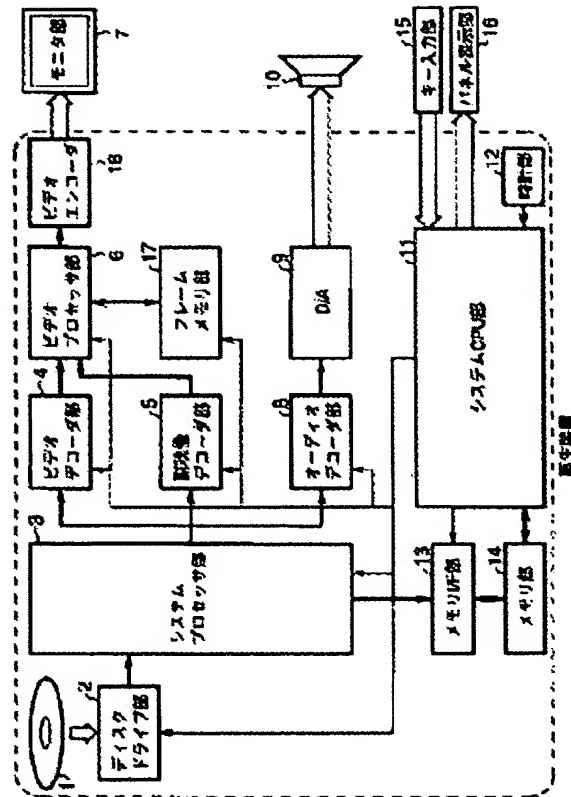 1
2
ディスク
ドライブ部
3
システム
プロセッサ部
4
ビデオ
デコーダ部
5
副映像
デコーダ部
6
ビデオ
プロセッサ部
17
フレーム
メモリ部
18
ビデオ
エンコーダ
モニタ部
7
8
オーディオ
デコーダ部
9
D/A
10
11
システムCPU部
12
時計部
13
メモリI/F部
14
メモリ部
キー入力部
15
パネル表示部
16
再生装置